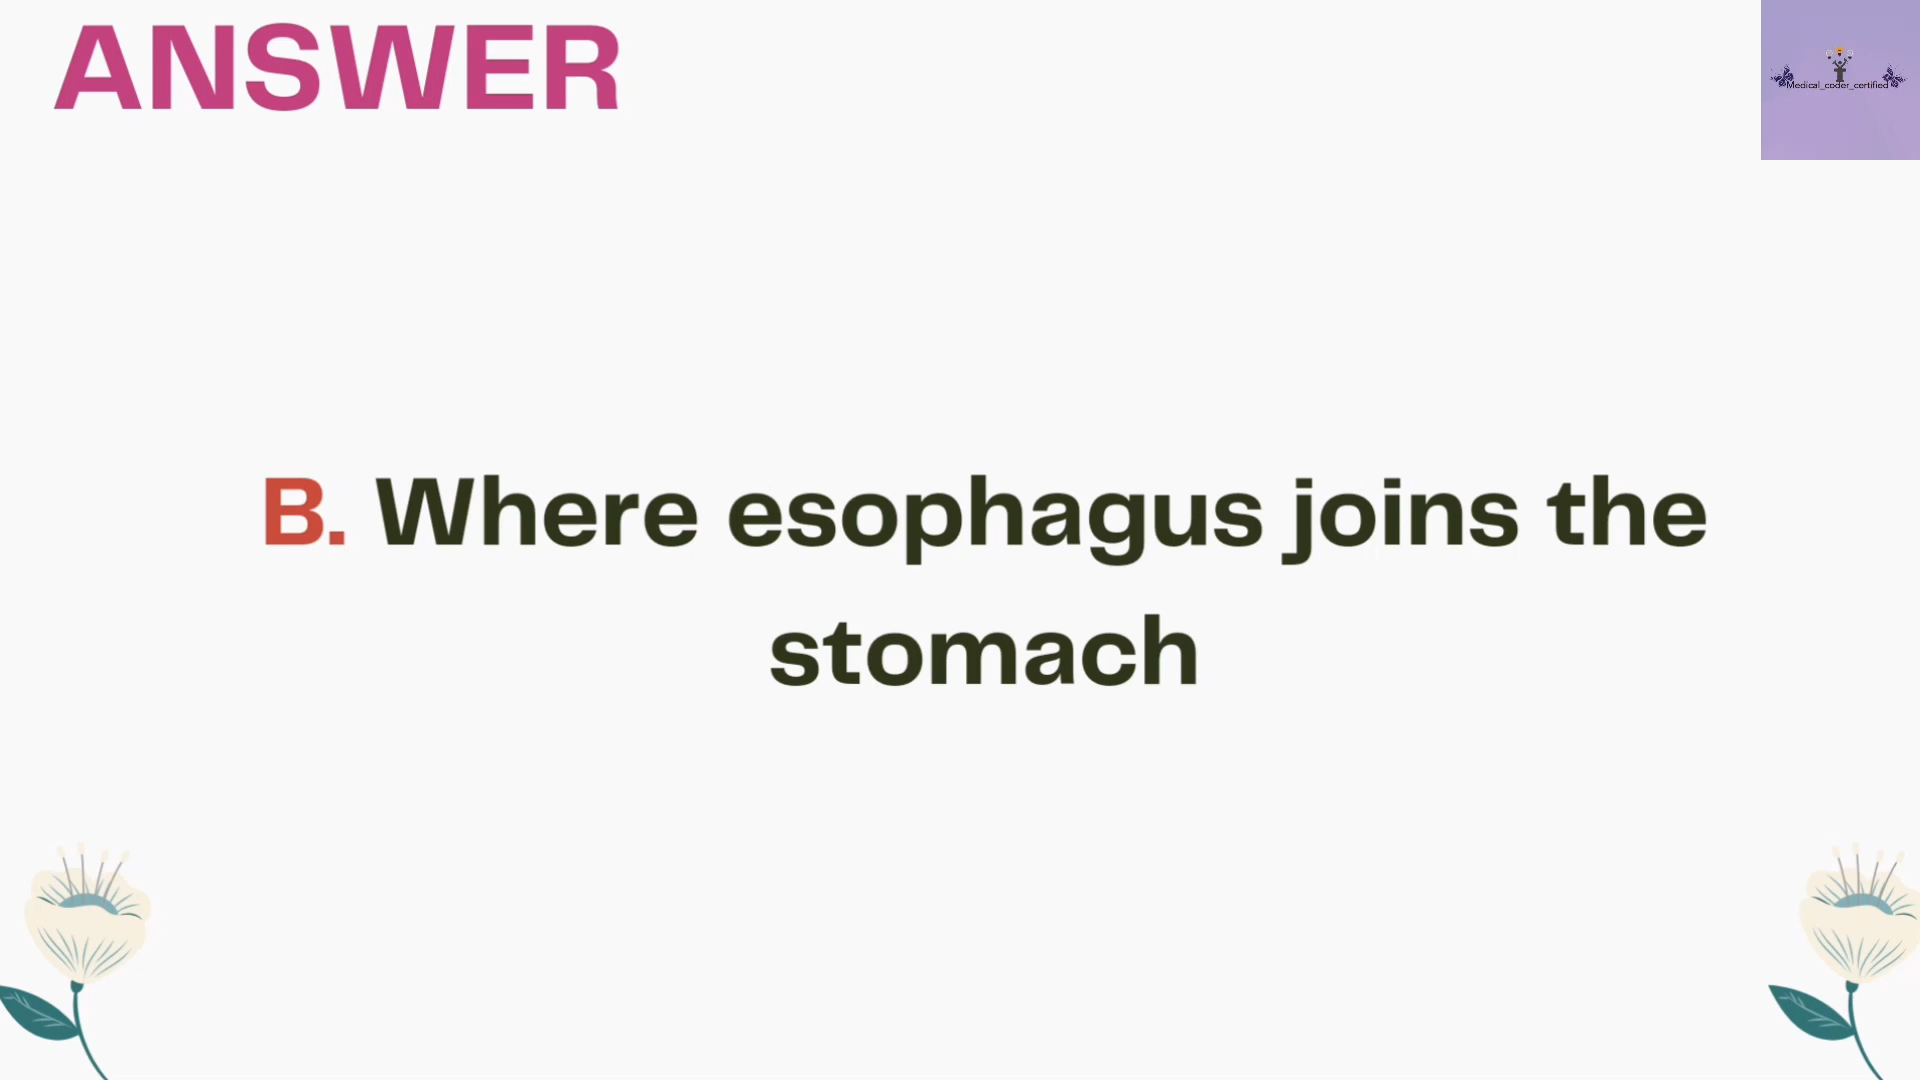 ANSWER
Medical_coder_certified
B. Where esophagus joins the
stomach